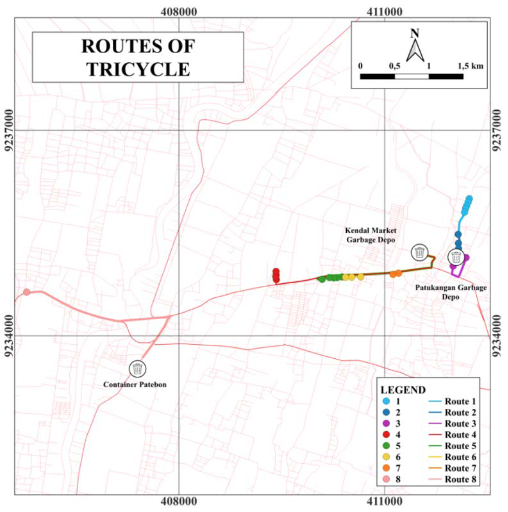 408000
411000
ROUTES OF
TRICYCLE
N
0 0,5 1 1,5 km
9237000
9237000
Kendal Market
Garbage Depo
Patukangan Garbage
Depo
9234000
9234000
Container Patebon
LEGEND
1 Route 1
2 Route 2
3 Route 3
4 Route 4
5 Route 5
6 Route 6
7 Route 7
8 Route 8
408000
411000